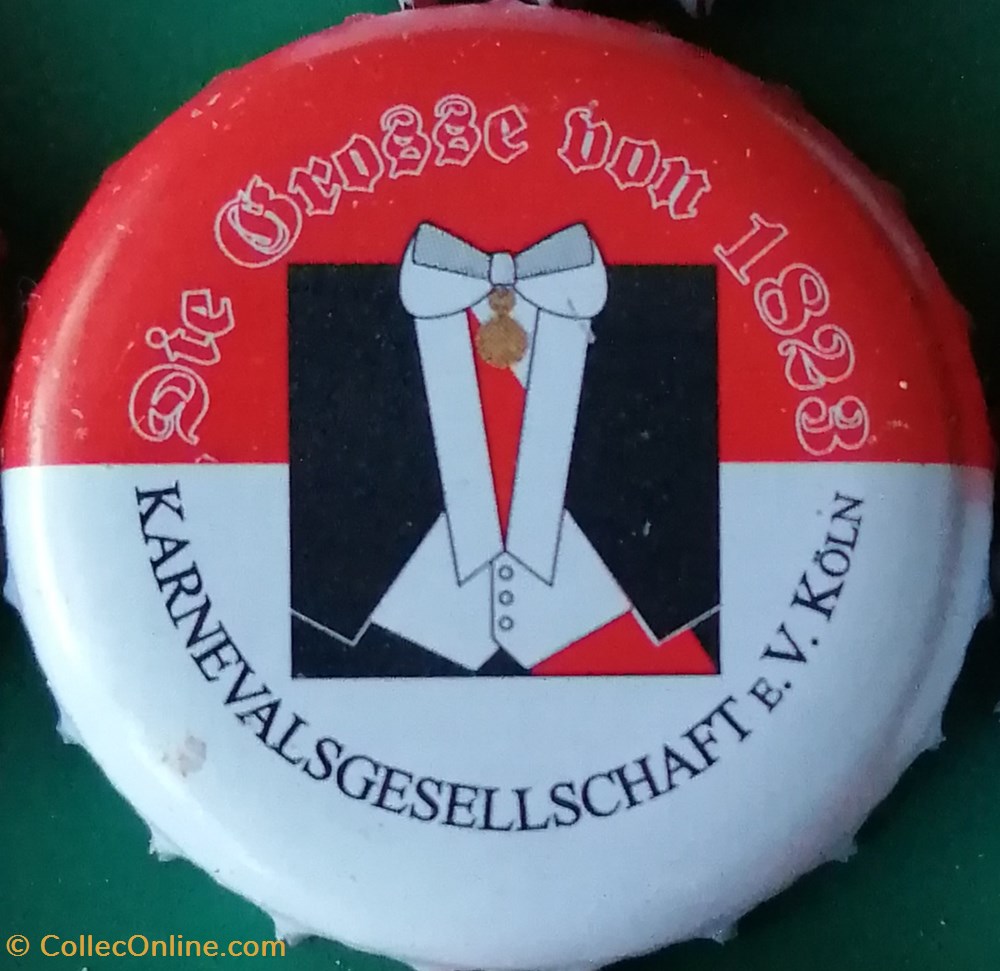 Die Grosse von 1823
KARNEVALSGESELLSCHAFT E. V. KÖLN
© CollecOnline.com